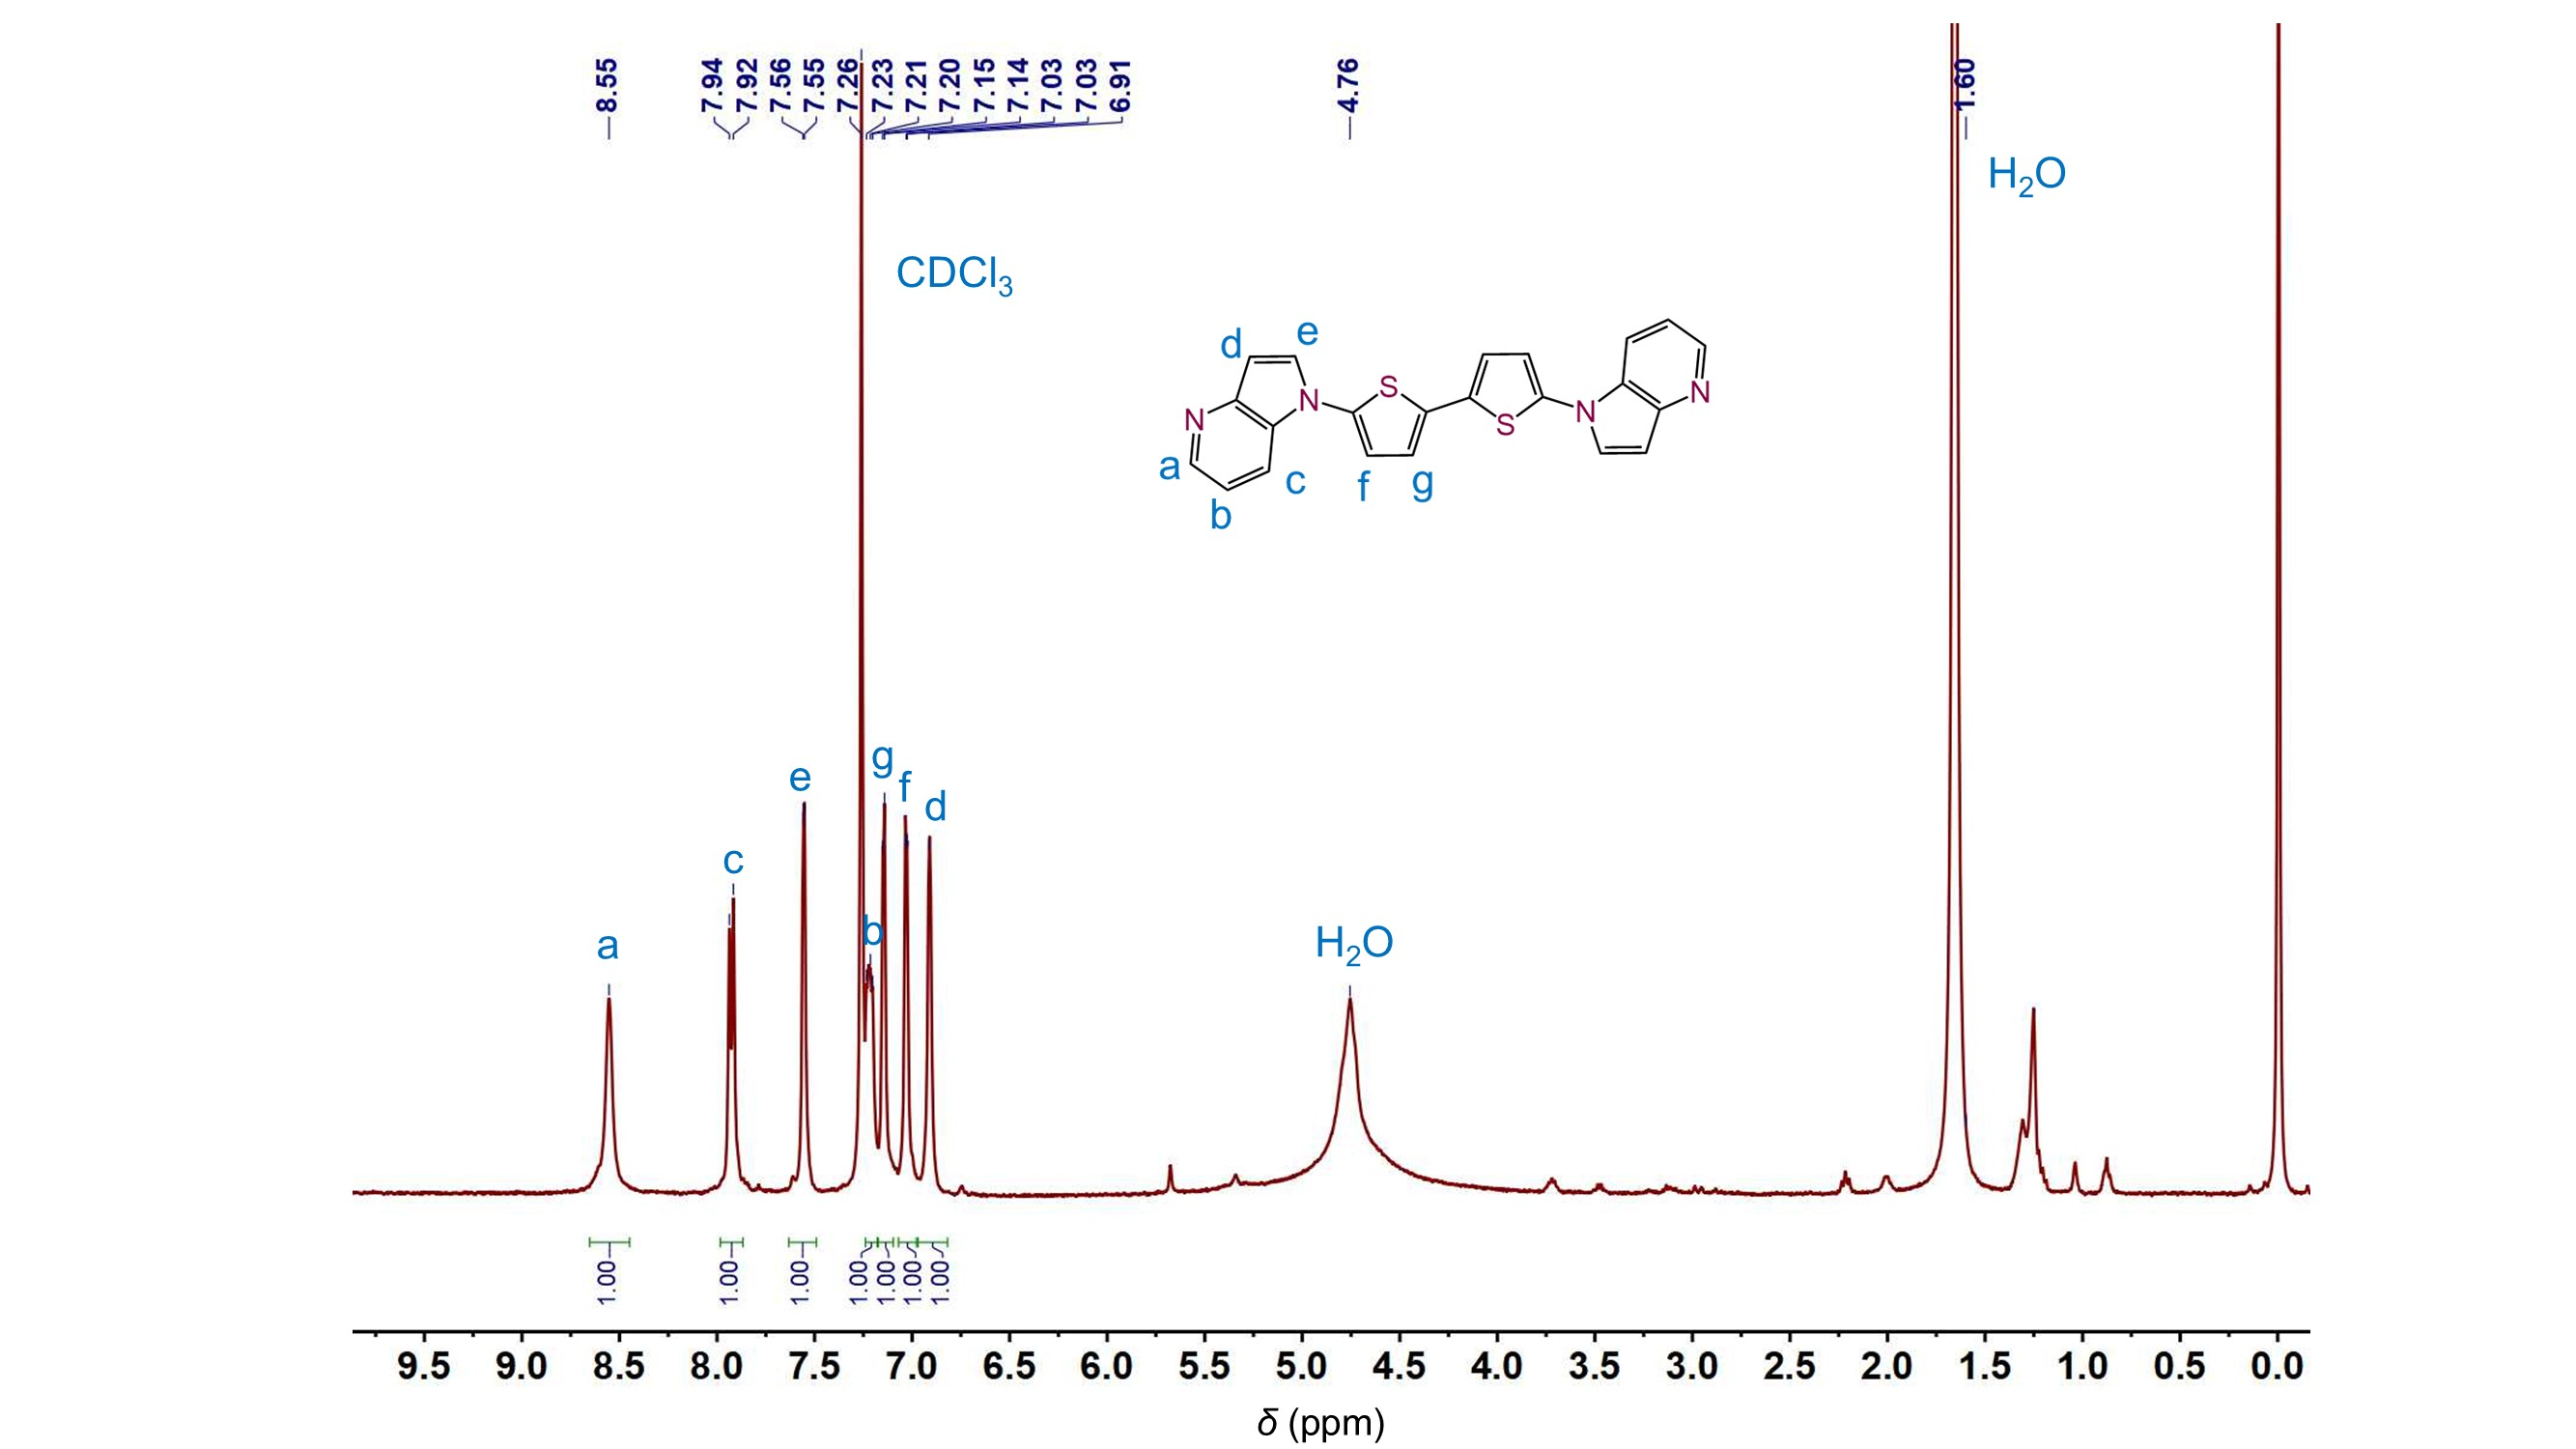 8.55
7.94
7.92
7.56
7.55
7.26
7.23
7.21
7.20
7.15
7.14
7.03
7.03
6.91
4.76
1.60
H₂O
CDCl₃
d e
S
N N
N
S N
a
c f g
b
g
e f d
c
b
a
H₂O
1.00
1.00
1.00
1.00
1.00
1.00
1.00
9.5 9.0 8.5 8.0 7.5 7.0 6.5 6.0 5.5 5.0 4.5 4.0 3.5 3.0 2.5 2.0 1.5 1.0 0.5 0.0
δ (ppm)